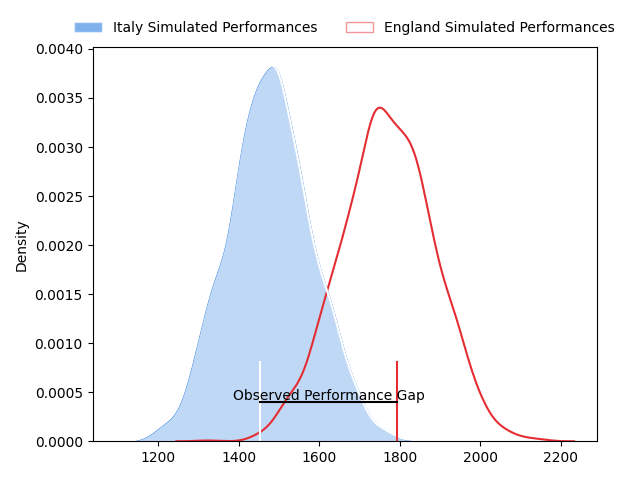 Italy Simulated Performances England Simulated Performances
0.0040
0.0035
0.0030
0.0025
0.0020
0.0015
0.0010
0.0005
0.0000
Density
Observed Performance Gap
1200 1400 1600 1800 2000 2200